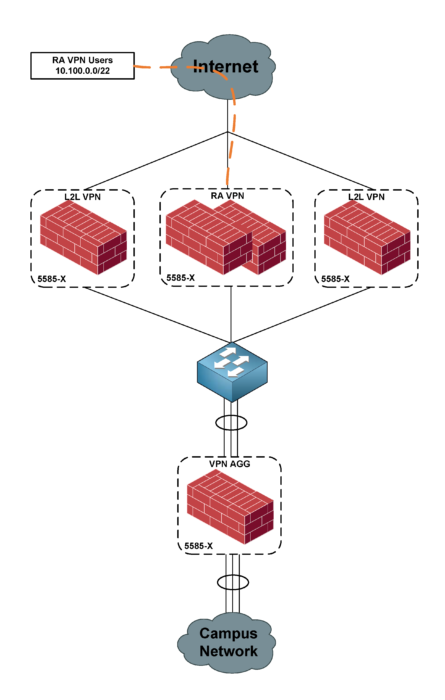 RA VPN Users
10.100.0.0/22
Internet
L2L VPN
RA VPN
L2L VPN
5585-X
5585-X
5585-X
VPN AGG
5585-X
Campus
Network